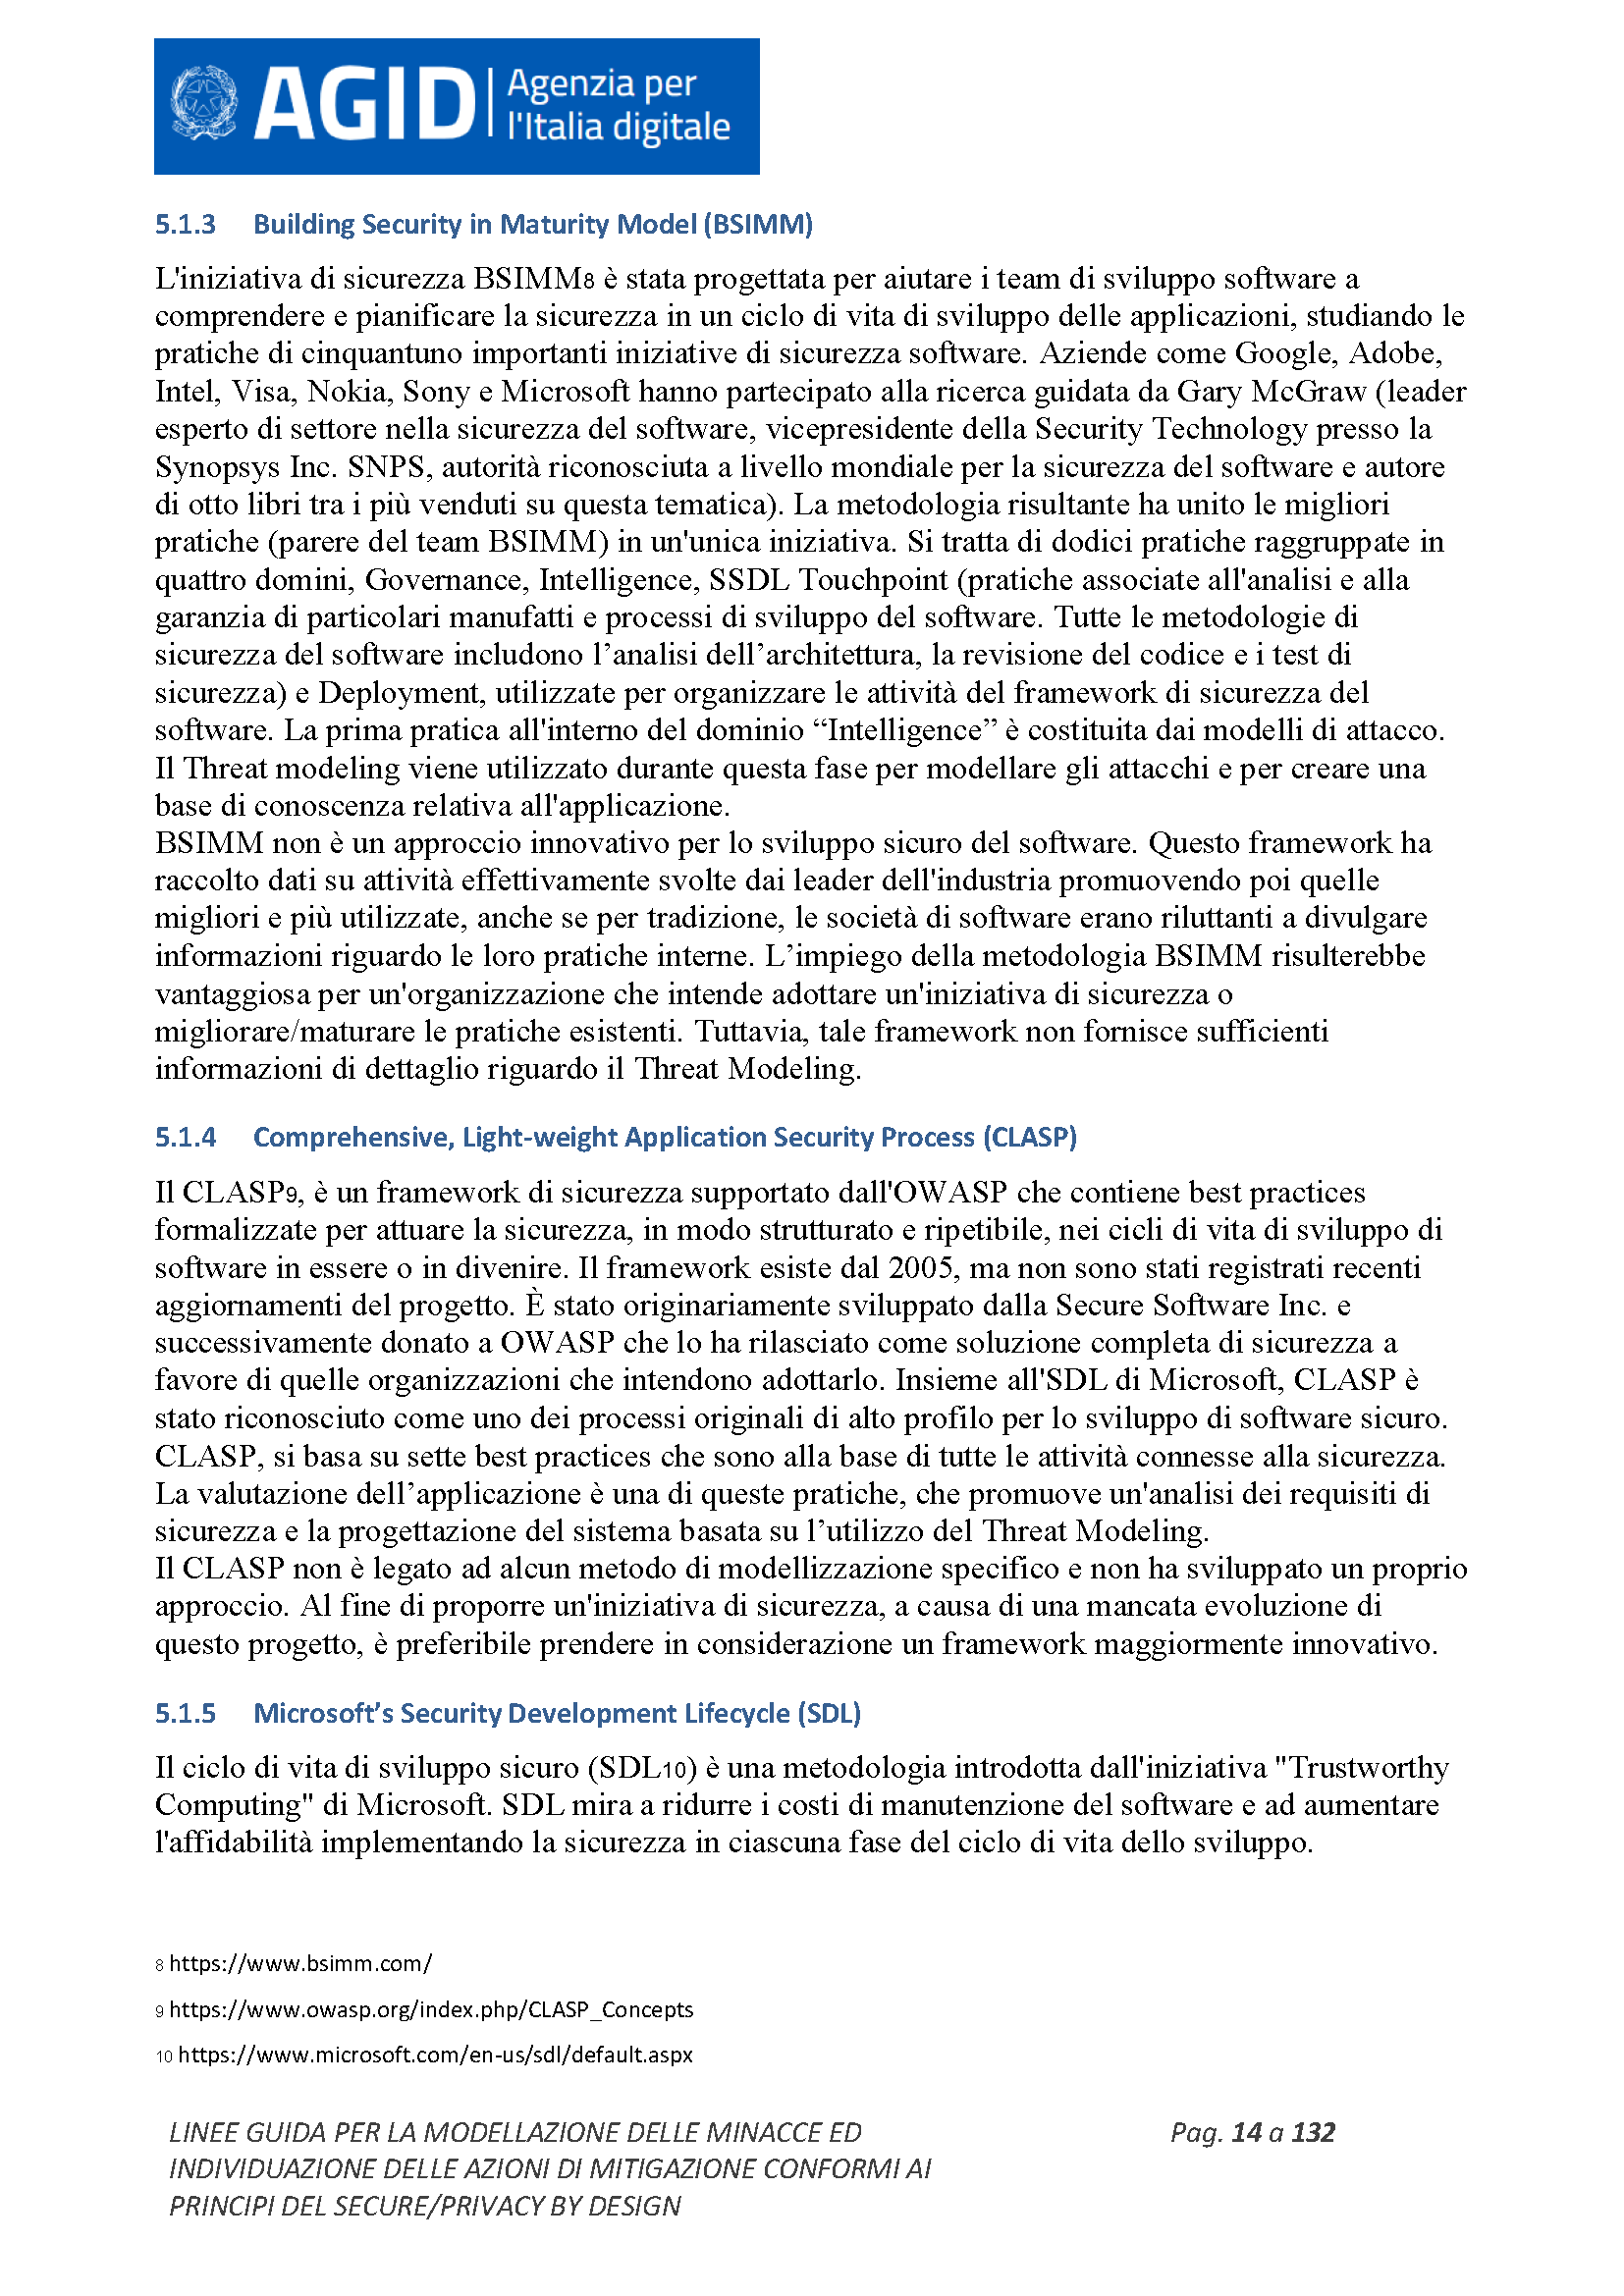 AGID
Agenzia per
l'Italia digitale
5.1.3 Building Security in Maturity Model (BSIMM)
L'iniziativa di sicurezza BSIMM8 è stata progettata per aiutare i team di sviluppo software a
comprendere e pianificare la sicurezza in un ciclo di vita di sviluppo delle applicazioni, studiando le
pratiche di cinquantuno importanti iniziative di sicurezza software. Aziende come Google, Adobe,
Intel, Visa, Nokia, Sony e Microsoft hanno partecipato alla ricerca guidata da Gary McGraw (leader
esperto di settore nella sicurezza del software, vicepresidente della Security Technology presso la
Synopsys Inc. SNPS, autorità riconosciuta a livello mondiale per la sicurezza del software e autore
di otto libri tra i più venduti su questa tematica). La metodologia risultante ha unito le migliori
pratiche (parere del team BSIMM) in un'unica iniziativa. Si tratta di dodici pratiche raggruppate in
quattro domini, Governance, Intelligence, SSDL Touchpoint (pratiche associate all'analisi e alla
garanzia di particolari manufatti e processi di sviluppo del software. Tutte le metodologie di
sicurezza del software includono l’analisi dell’architettura, la revisione del codice e i test di
sicurezza) e Deployment, utilizzate per organizzare le attività del framework di sicurezza del
software. La prima pratica all'interno del dominio “Intelligence” è costituita dai modelli di attacco.
Il Threat modeling viene utilizzato durante questa fase per modellare gli attacchi e per creare una
base di conoscenza relativa all'applicazione.
BSIMM non è un approccio innovativo per lo sviluppo sicuro del software. Questo framework ha
raccolto dati su attività effettivamente svolte dai leader dell'industria promuovendo poi quelle
migliori e più utilizzate, anche se per tradizione, le società di software erano riluttanti a divulgare
informazioni riguardo le loro pratiche interne. L’impiego della metodologia BSIMM risulterebbe
vantaggiosa per un'organizzazione che intende adottare un'iniziativa di sicurezza o
migliorare/maturare le pratiche esistenti. Tuttavia, tale framework non fornisce sufficienti
informazioni di dettaglio riguardo il Threat Modeling.
5.1.4 Comprehensive, Light-weight Application Security Process (CLASP)
Il CLASP9, è un framework di sicurezza supportato dall'OWASP che contiene best practices
formalizzate per attuare la sicurezza, in modo strutturato e ripetibile, nei cicli di vita di sviluppo di
software in essere o in divenire. Il framework esiste dal 2005, ma non sono stati registrati recenti
aggiornamenti del progetto. È stato originariamente sviluppato dalla Secure Software Inc. e
successivamente donato a OWASP che lo ha rilasciato come soluzione completa di sicurezza a
favore di quelle organizzazioni che intendono adottarlo. Insieme all'SDL di Microsoft, CLASP è
stato riconosciuto come uno dei processi originali di alto profilo per lo sviluppo di software sicuro.
CLASP, si basa su sette best practices che sono alla base di tutte le attività connesse alla sicurezza.
La valutazione dell’applicazione è una di queste pratiche, che promuove un'analisi dei requisiti di
sicurezza e la progettazione del sistema basata su l’utilizzo del Threat Modeling.
Il CLASP non è legato ad alcun metodo di modellizzazione specifico e non ha sviluppato un proprio
approccio. Al fine di proporre un'iniziativa di sicurezza, a causa di una mancata evoluzione di
questo progetto, è preferibile prendere in considerazione un framework maggiormente innovativo.
5.1.5 Microsoft’s Security Development Lifecycle (SDL)
Il ciclo di vita di sviluppo sicuro (SDL10) è una metodologia introdotta dall'iniziativa "Trustworthy
Computing" di Microsoft. SDL mira a ridurre i costi di manutenzione del software e ad aumentare
l'affidabilità implementando la sicurezza in ciascuna fase del ciclo di vita dello sviluppo.
8 https://www.bsimm.com/
9 https://www.owasp.org/index.php/CLASP_Concepts
10 https://www.microsoft.com/en-us/sdl/default.aspx
LINEE GUIDA PER LA MODELLAZIONE DELLE MINACCE ED
INDIVIDUAZIONE DELLE AZIONI DI MITIGAZIONE CONFORMI AI
PRINCIPI DEL SECURE/PRIVACY BY DESIGN
Pag. 14 a 132